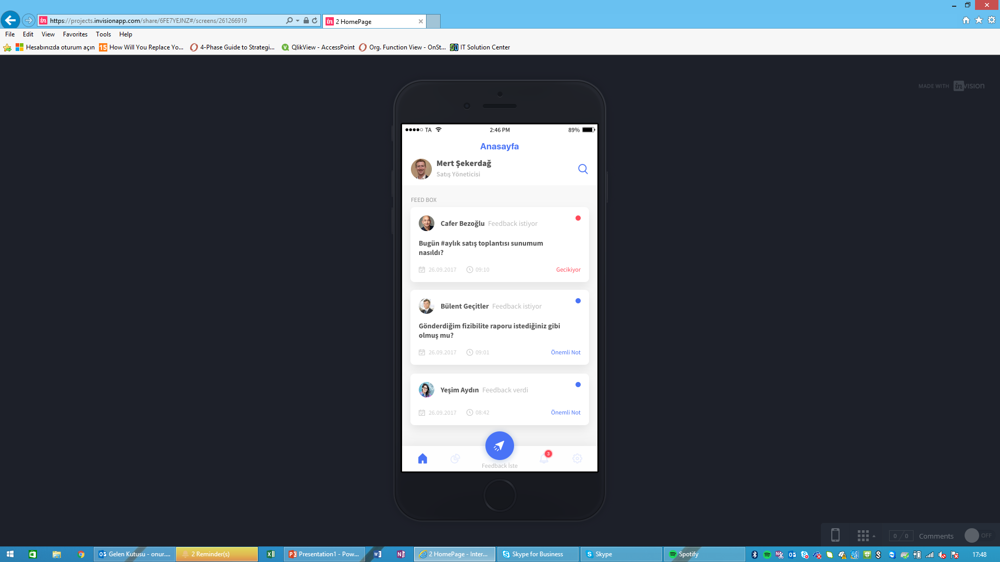 https://projects.invisionapp.com/share/6FE7YEJNZ#/screens/261266919
in 2 HomePage
File Edit View Favorites Tools Help
Hesabınızda oturum açın
15 How Will You Replace Yo...
4-Phase Guide to Strategi...
QlikView - AccessPoint
Org. Function View - OnSt...
IT Solution Center
MADE WITH invision
TA 2:46 PM 89%
Anasayfa
Mert Şekerdağ
Satış Yöneticisi
FEED BOX
Cafer Bezoğlu Feedback istiyor
Bugün #aylık satış toplantısı sunumum
nasıldı?
26.09.2017 09:10 Gecikiyor
Bülent Geçitler Feedback istiyor
Gönderdiğim fizibilite raporu istediğiniz gibi
olmuş mu?
26.09.2017 09:01 Önemli Not
Yeşim Aydın Feedback verdi
26.09.2017 08:42 Önemli Not
3
Feedback İste
0 / 0 Comments OFF
Gelen Kutusu - onur....
2 Reminder(s)
Presentation1 - Pow...
2 HomePage - Inter...
Skype for Business
Skype
Spotify
17:48